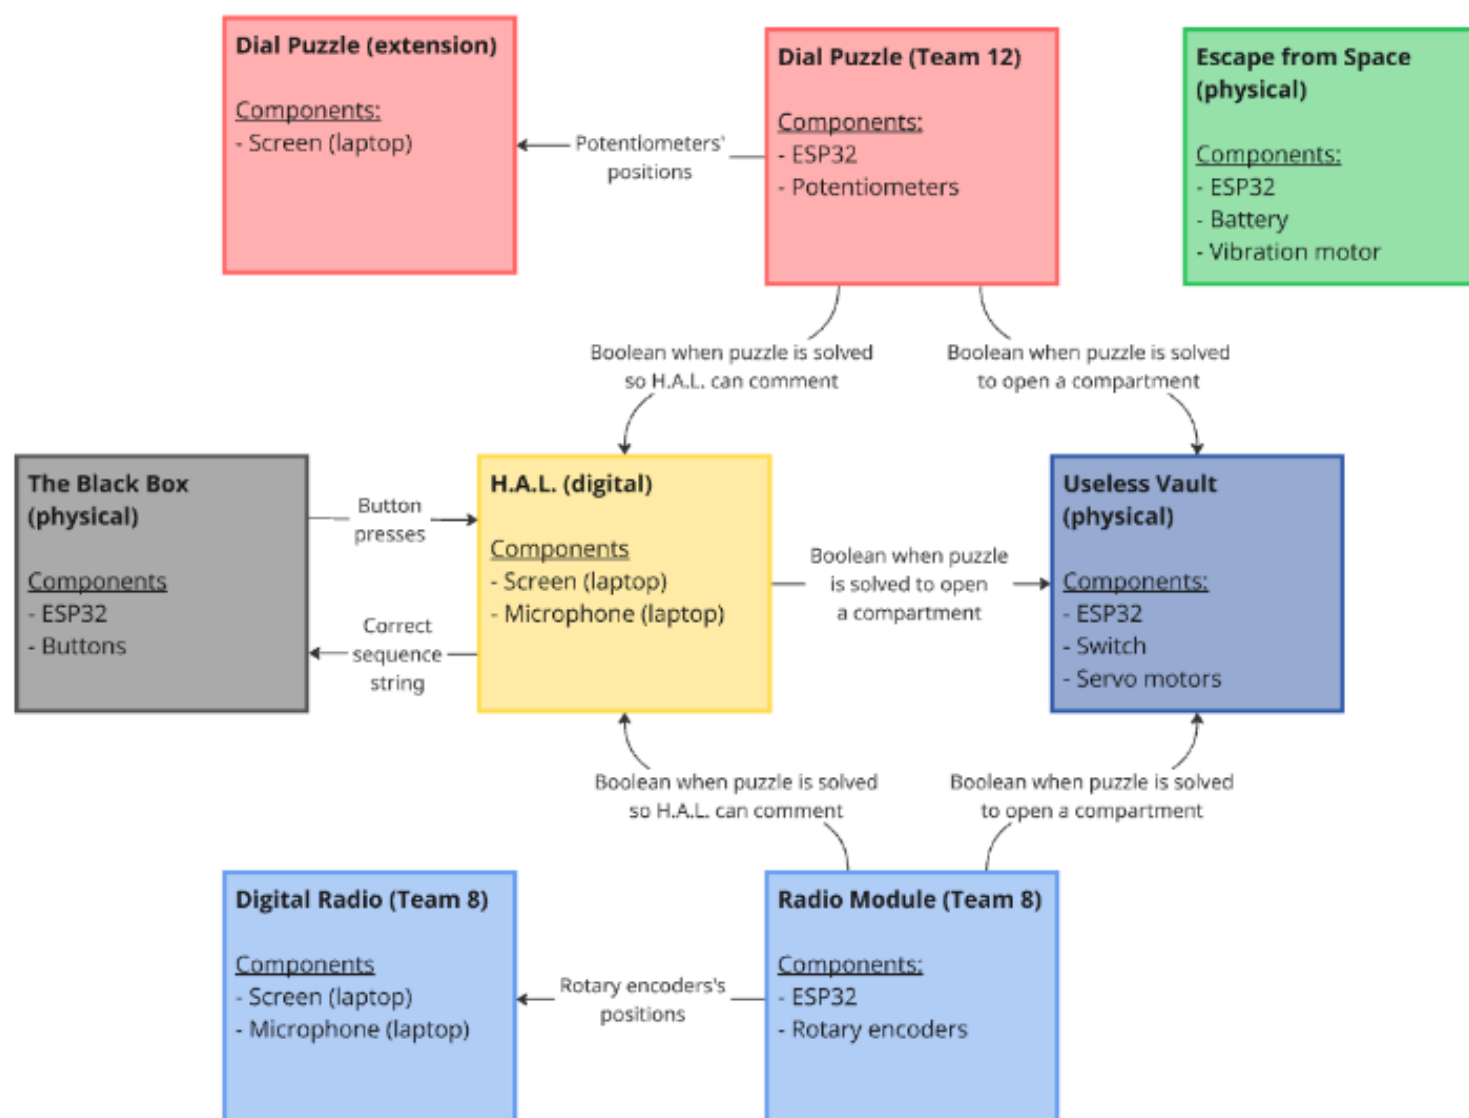 Dial Puzzle (extension)
Components:
- Screen (laptop)
Potentiometers'
positions
Dial Puzzle (Team 12)
Components:
- ESP32
- Potentiometers
Escape from Space
(physical)
Components:
- ESP32
- Battery
- Vibration motor
Boolean when puzzle is solved
so H.A.L. can comment
Boolean when puzzle is solved
to open a compartment
The Black Box
(physical)
Components
- ESP32
- Buttons
Button
presses
Correct
sequence
string
H.A.L. (digital)
Components
- Screen (laptop)
- Microphone (laptop)
Boolean when puzzle
is solved to open
a compartment
Useless Vault
(physical)
Components:
- ESP32
- Switch
- Servo motors
Boolean when puzzle is solved
so H.A.L. can comment
Boolean when puzzle is solved
to open a compartment
Digital Radio (Team 8)
Components
- Screen (laptop)
- Microphone (laptop)
Rotary encoders's
positions
Radio Module (Team 8)
Components:
- ESP32
- Rotary encoders